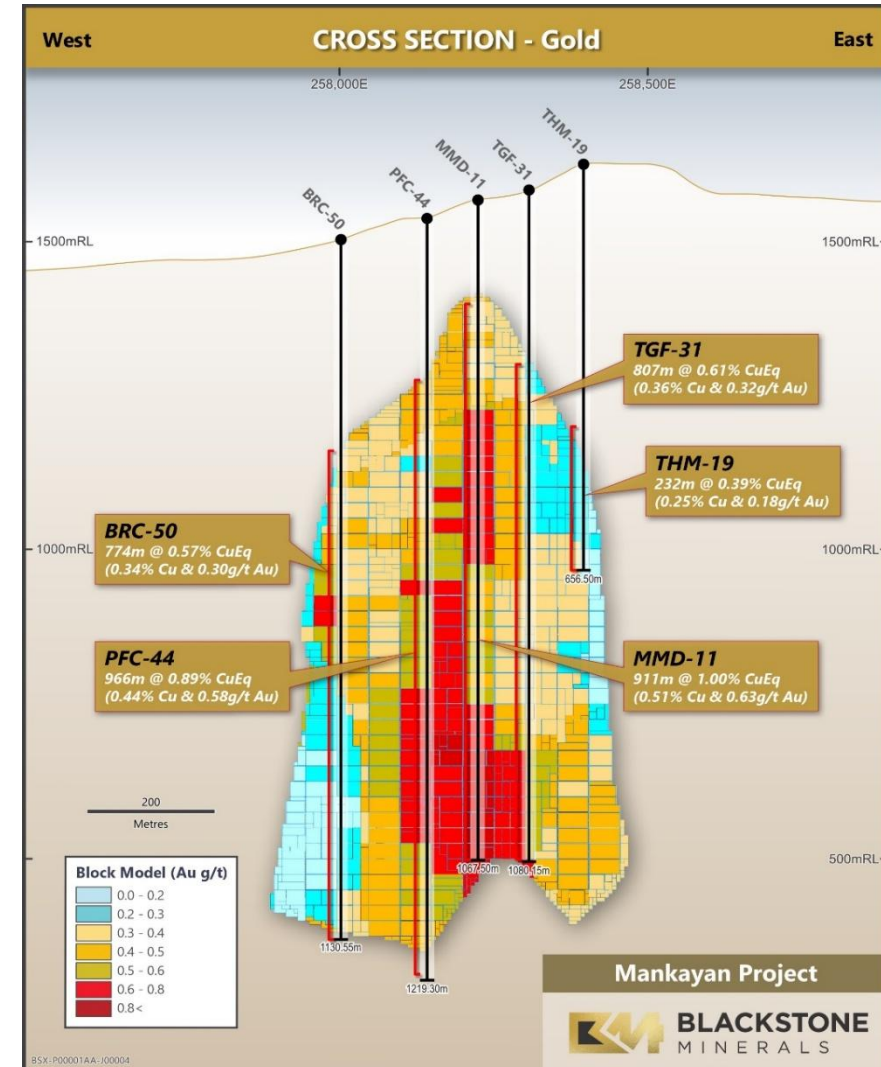 West
CROSS SECTION - Gold
East
258,000E
258,500E
BRC-50
PFC-44
MMD-11
TGF-31
THM-19
1500mRL
1500mRL
TGF-31
807m @ 0.61% CuEq
(0.36% Cu & 0.32g/t Au)
THM-19
232m @ 0.39% CuEq
(0.25% Cu & 0.18g/t Au)
BRC-50
774m @ 0.57% CuEq
(0.34% Cu & 0.30g/t Au)
1000mRL
1000mRL
656.50m
PFC-44
966m @ 0.89% CuEq
(0.44% Cu & 0.58g/t Au)
MMD-11
911m @ 1.00% CuEq
(0.51% Cu & 0.63g/t Au)
200
Metres
500mRL
1067.50m
1080.15m
1130.55m
1219.30m
Block Model (Au g/t)
0.0 - 0.2
0.2 - 0.3
0.3 - 0.4
0.4 - 0.5
0.5 - 0.6
0.6 - 0.8
0.8<
Mankayan Project
BLACKSTONE
MINERALS
BSX-P00001AA-J00004